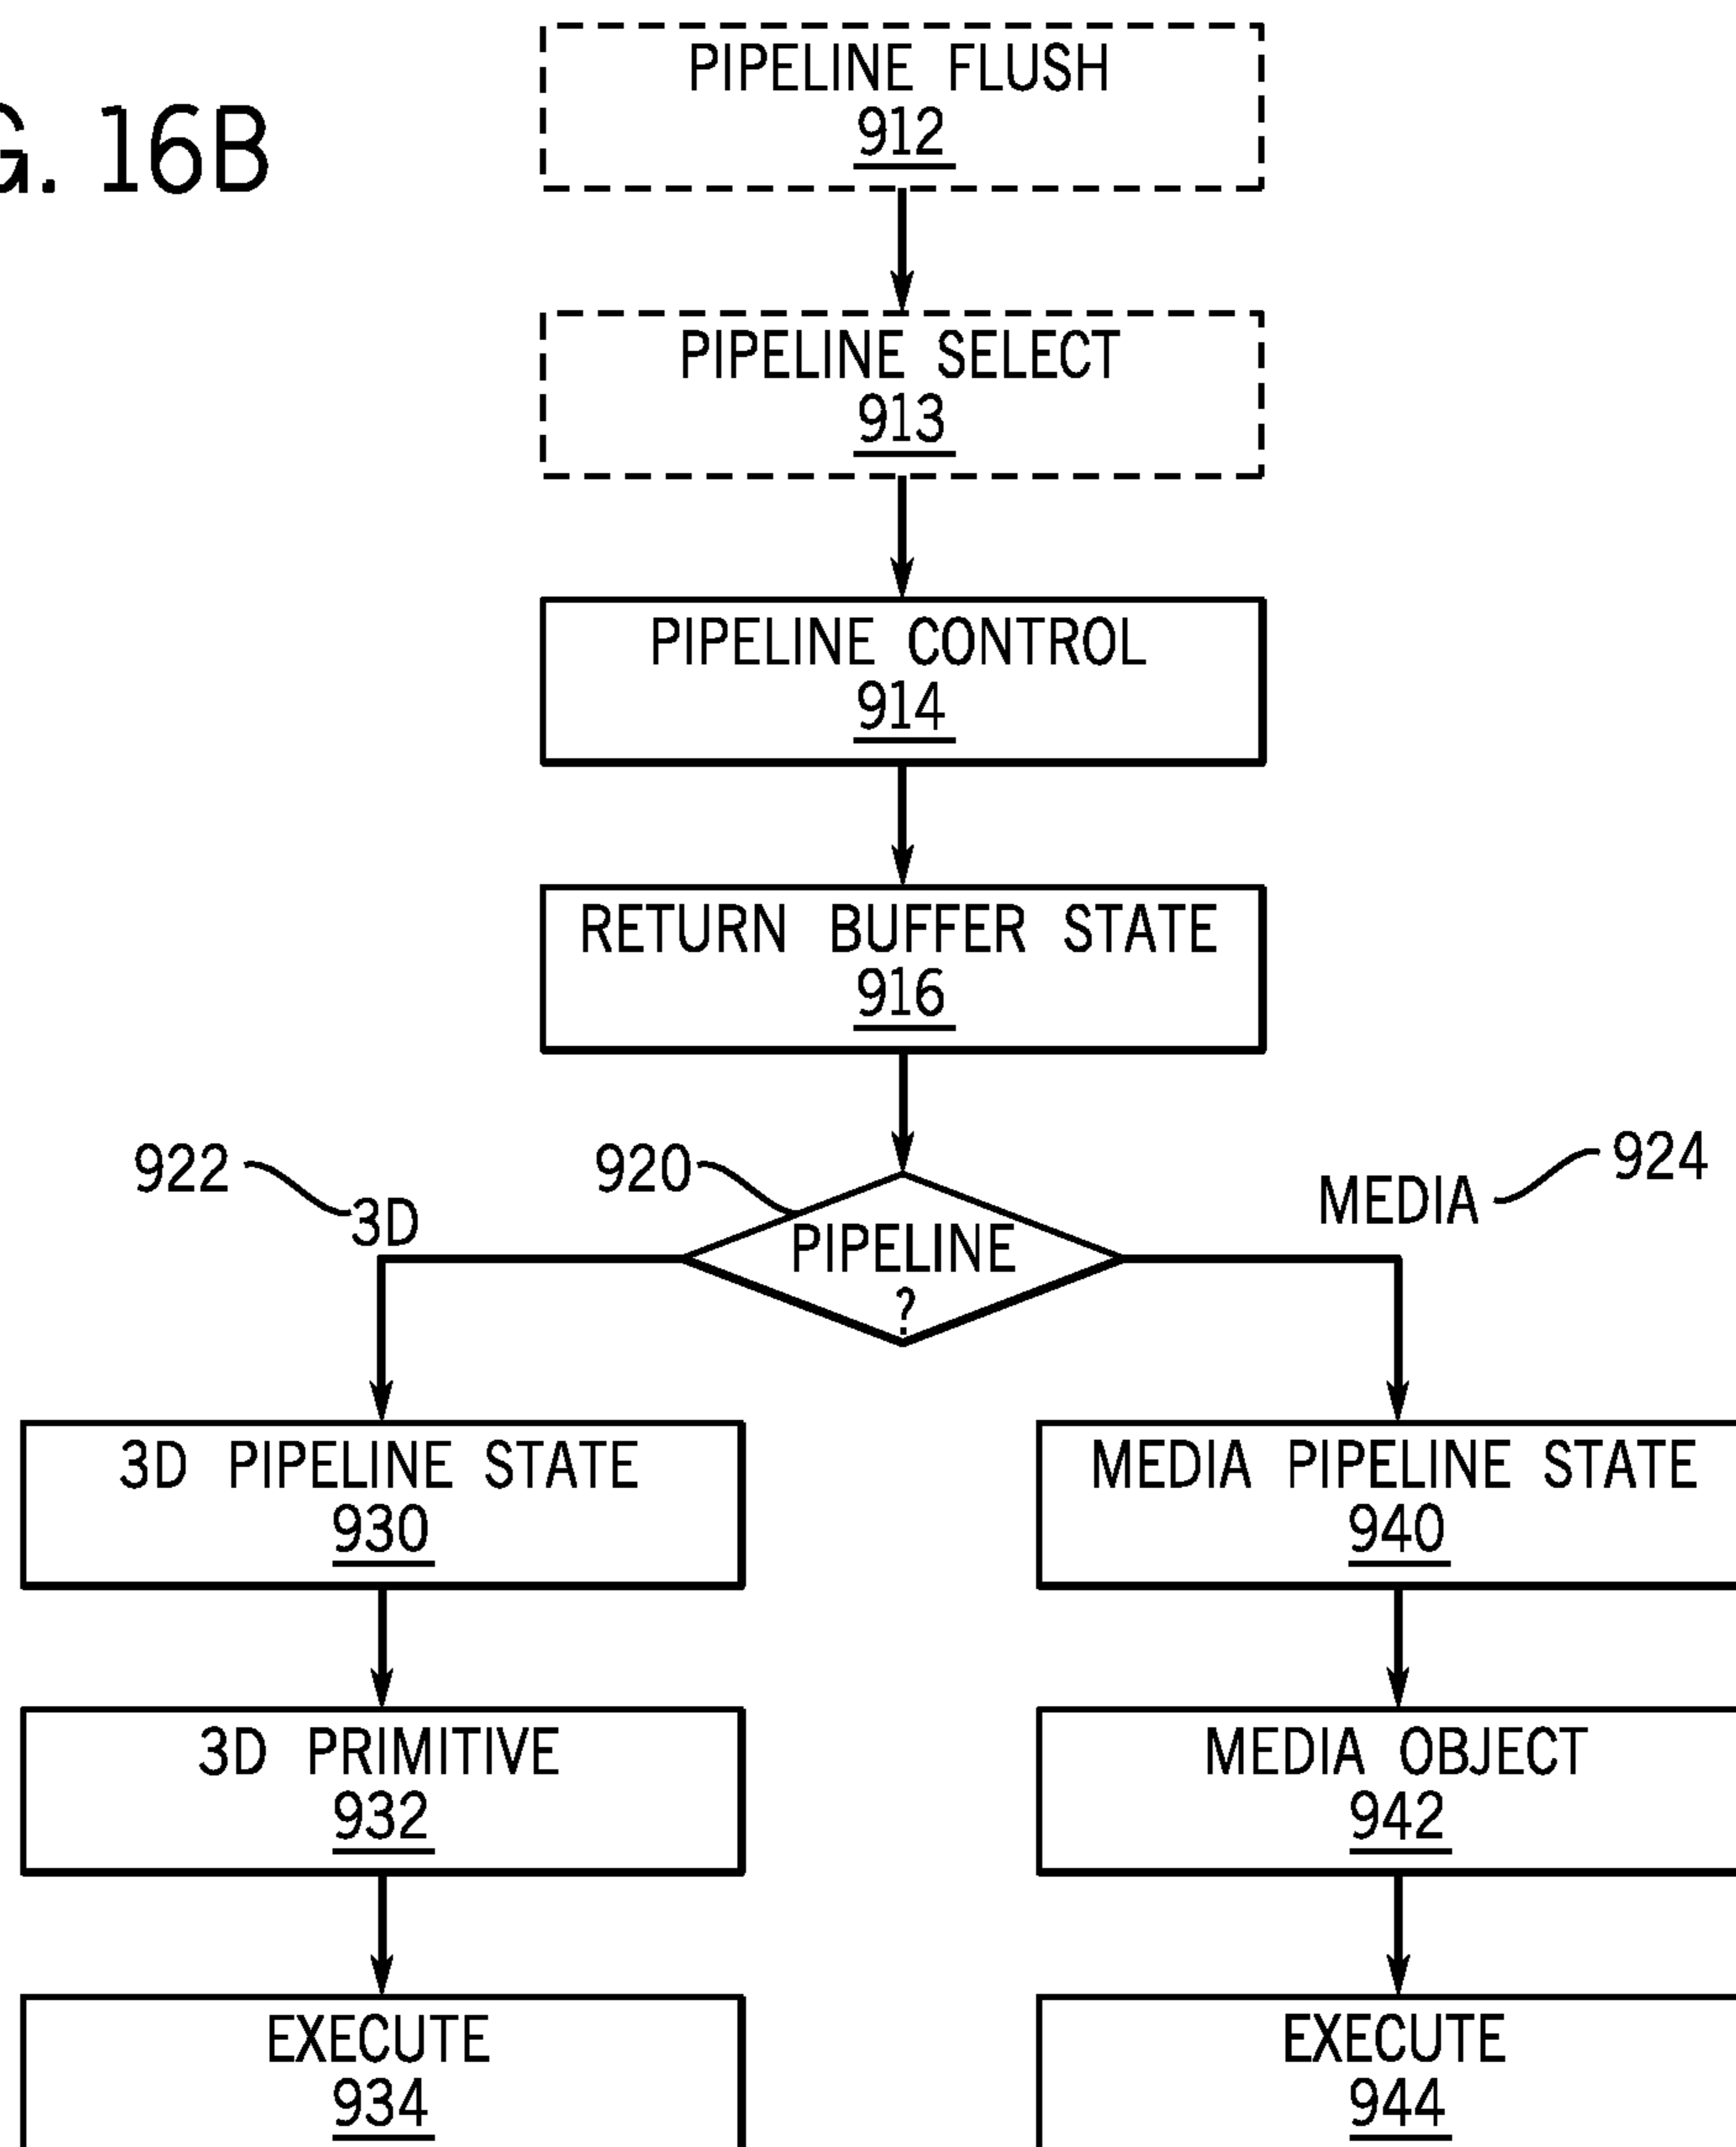 PIPELINE FLUSH
912
G. 16B
PIPELINE SELECT
913
PIPELINE CONTROL
914
RETURN BUFFER STATE
916
922
3D
920
PIPELINE
?
MEDIA
924
3D PIPELINE STATE
930
MEDIA PIPELINE STATE
940
3D PRIMITIVE
932
MEDIA OBJECT
942
EXECUTE
934
EXECUTE
944